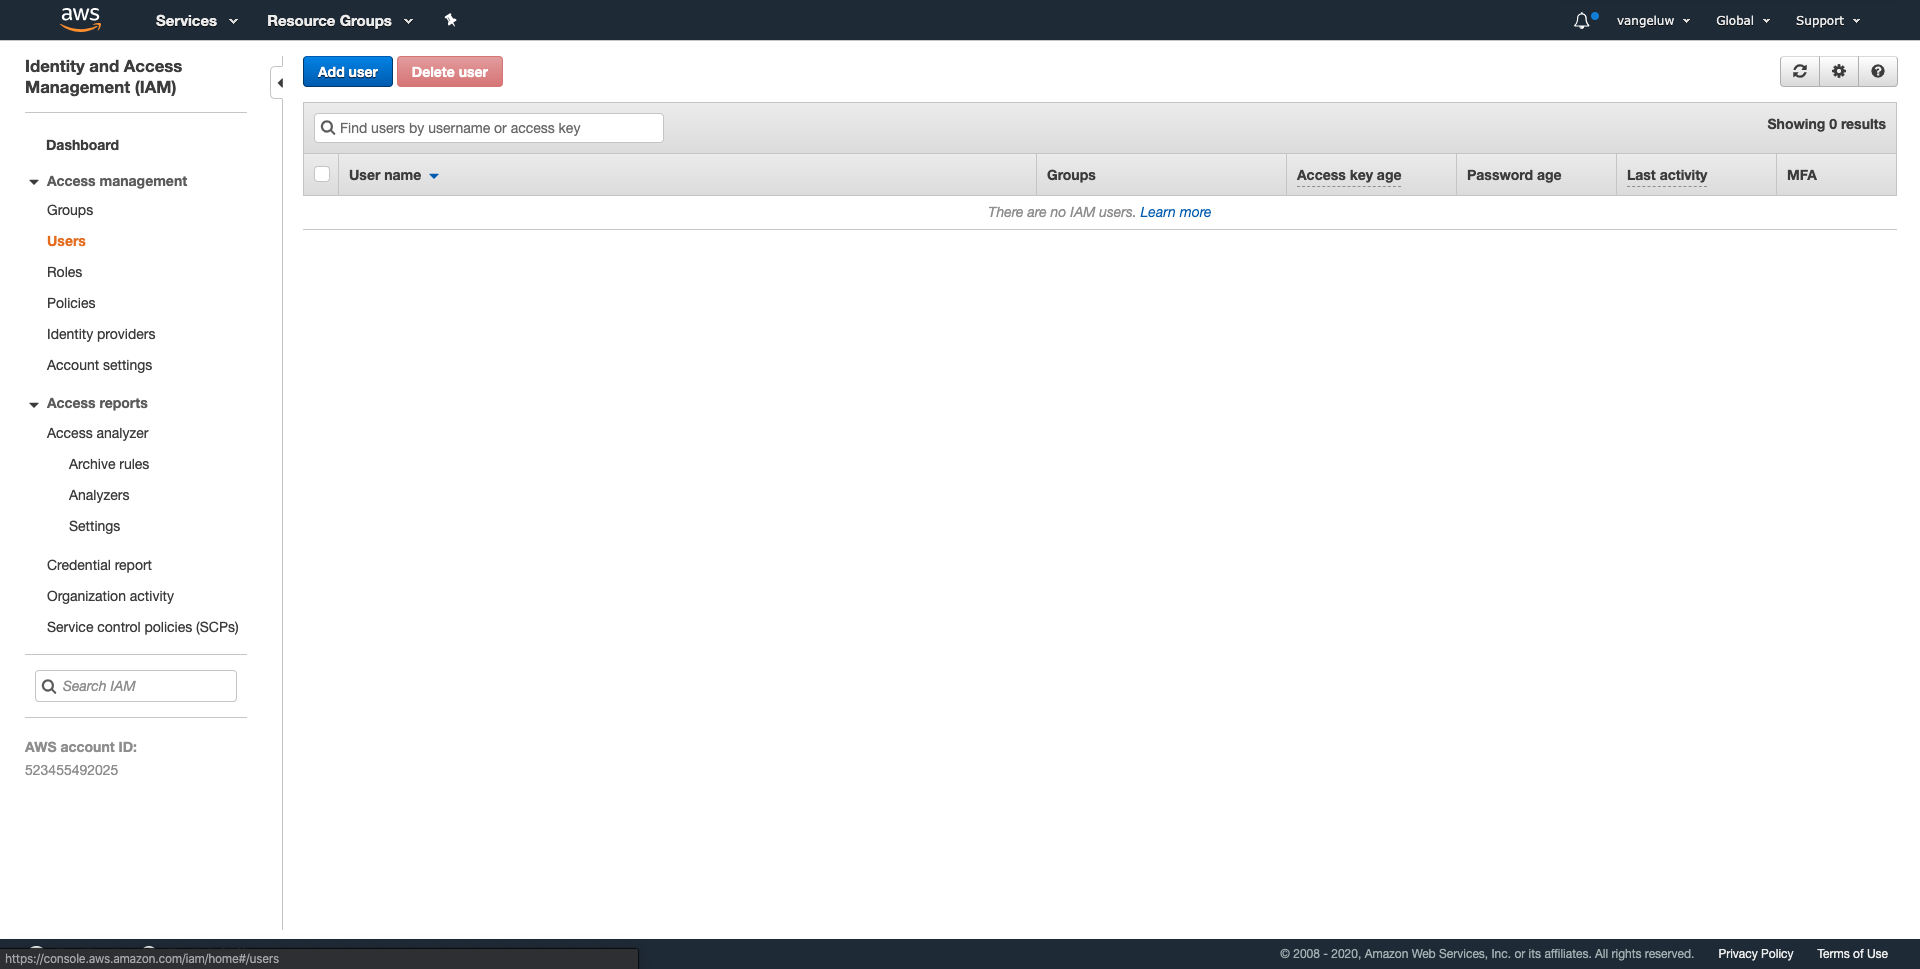 aws Services Resource Groups vangeluw Global Support
Identity and Access
Management (IAM)
Dashboard
Access management
Groups
Users
Roles
Policies
Identity providers
Account settings
Access reports
Access analyzer
Archive rules
Analyzers
Settings
Credential report
Organization activity
Service control policies (SCPs)
Search IAM
AWS account ID:
523455492025
Add user Delete user
Find users by username or access key
Showing 0 results
User name Groups Access key age Password age Last activity MFA
There are no IAM users. Learn more
https://console.aws.amazon.com/iam/home#/users
© 2008 - 2020, Amazon Web Services, Inc. or its affiliates. All rights reserved. Privacy Policy Terms of Use